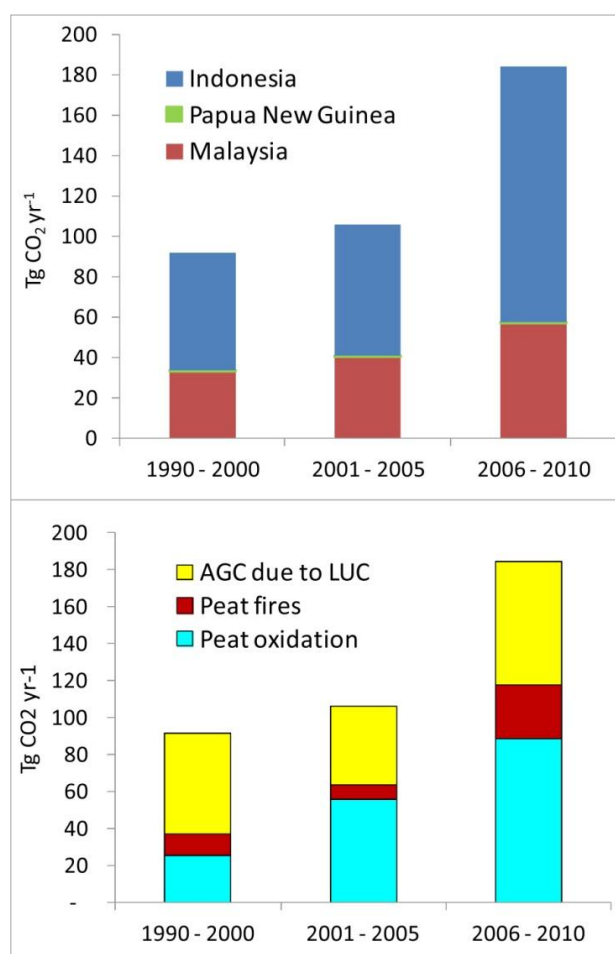 200
180
160
140
120
100
80
60
40
20
0
Tg CO₂ yr⁻¹
Indonesia
Papua New Guinea
Malaysia
1990 - 2000
2001 - 2005
2006 - 2010
200
180
160
140
120
100
80
60
40
20
-
Tg CO2 yr-1
AGC due to LUC
Peat fires
Peat oxidation
1990 - 2000
2001 - 2005
2006 - 2010